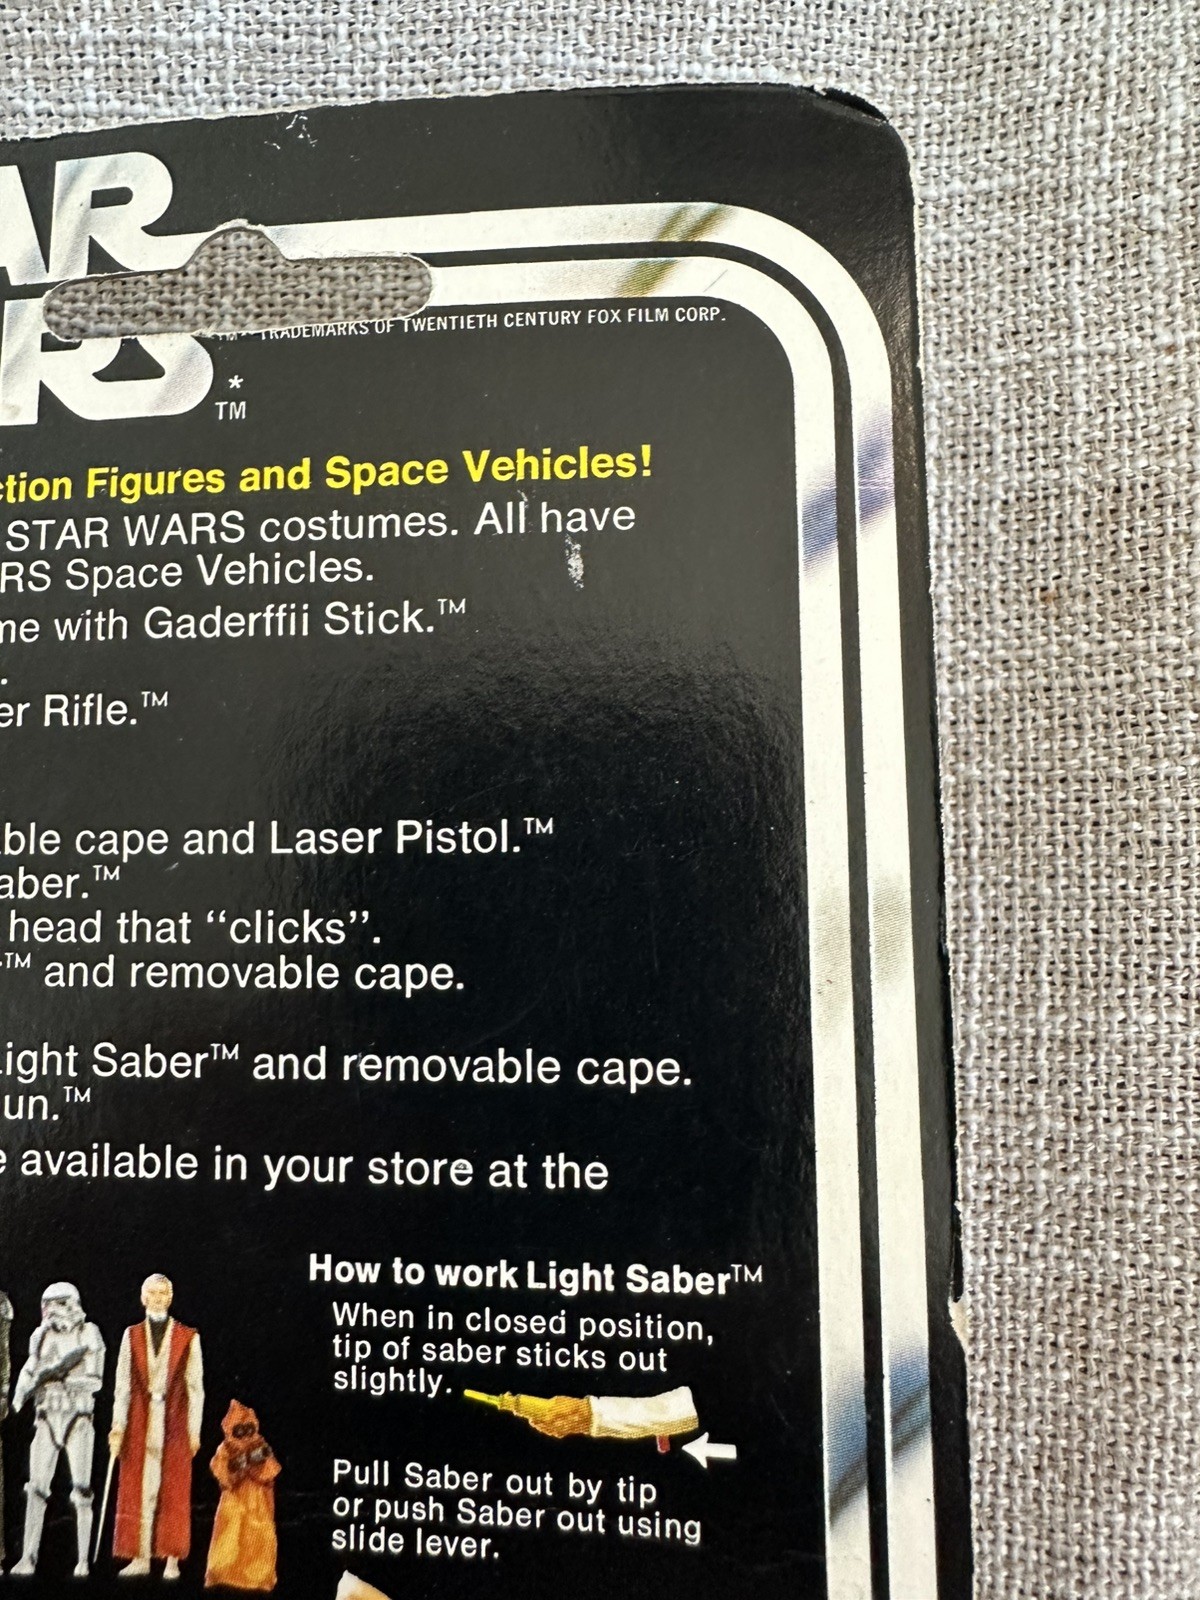 AR
RS
TRADEMARKS OF TWENTIETH CENTURY FOX FILM CORP.
*
TM
ction Figures and Space Vehicles!
STAR WARS costumes. All have
RS Space Vehicles.
me with Gaderffii Stick.™
.
er Rifle.™
ble cape and Laser Pistol.™
aber.™
head that “clicks”.
™ and removable cape.
Light Saber™ and removable cape.
un.™
e available in your store at the
How to work Light Saber™
When in closed position,
tip of saber sticks out
slightly.
Pull Saber out by tip
or push Saber out using
slide lever.